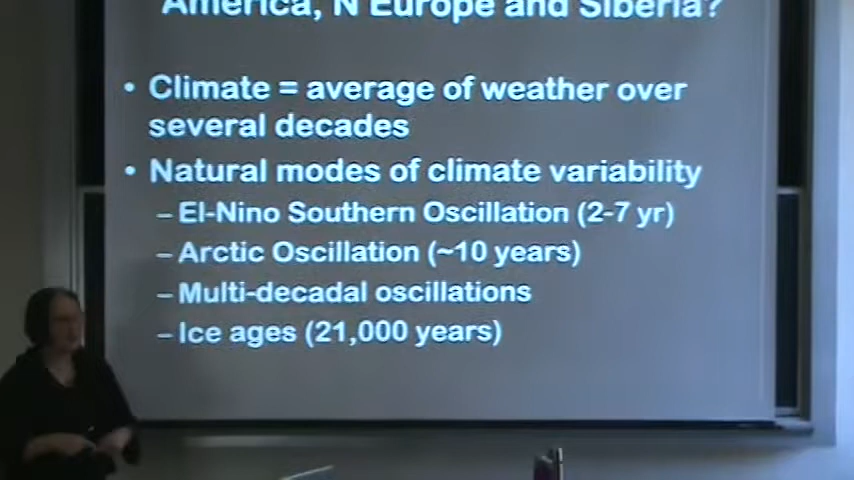 America, N Europe and Siberia?
• Climate = average of weather over
several decades
• Natural modes of climate variability
– El-Nino Southern Oscillation (2-7 yr)
– Arctic Oscillation (~10 years)
– Multi-decadal oscillations
– Ice ages (21,000 years)